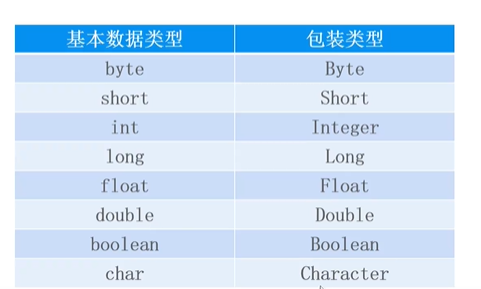 基本数据类型 包装类型
byte Byte
short Short
int Integer
long Long
float Float
double Double
boolean Boolean
char Character